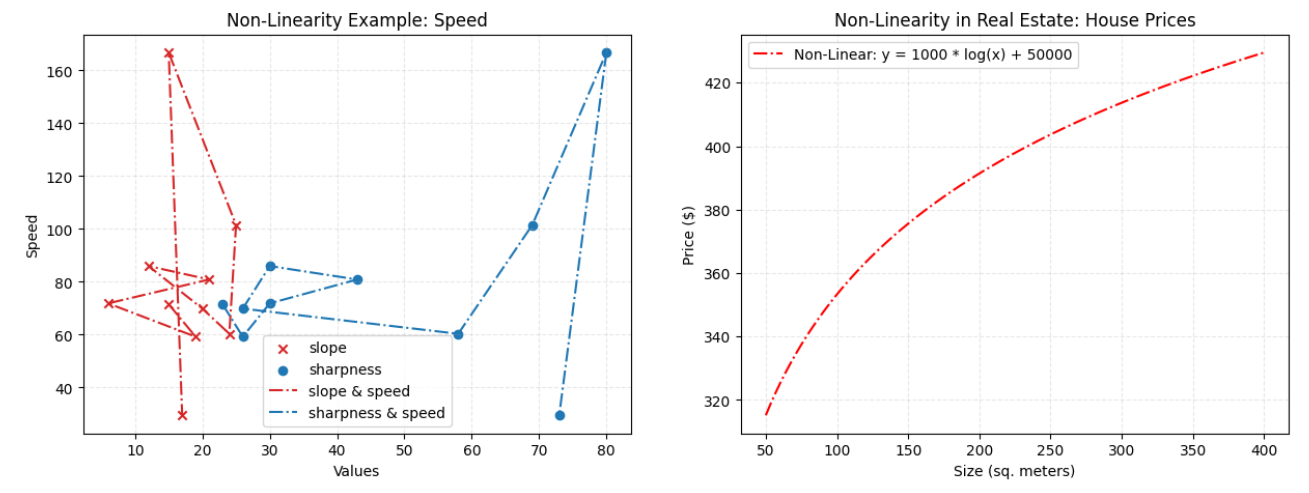 Non-Linearity Example: Speed
Speed
160
140
120
100
80
60
40
slope
sharpness
slope & speed
sharpness & speed
10 20 30 40 50 60 70 80
Values
Non-Linearity in Real Estate: House Prices
Non-Linear: y = 1000 * log(x) + 50000
Price ($)
420
400
380
360
340
320
50 100 150 200 250 300 350 400
Size (sq. meters)